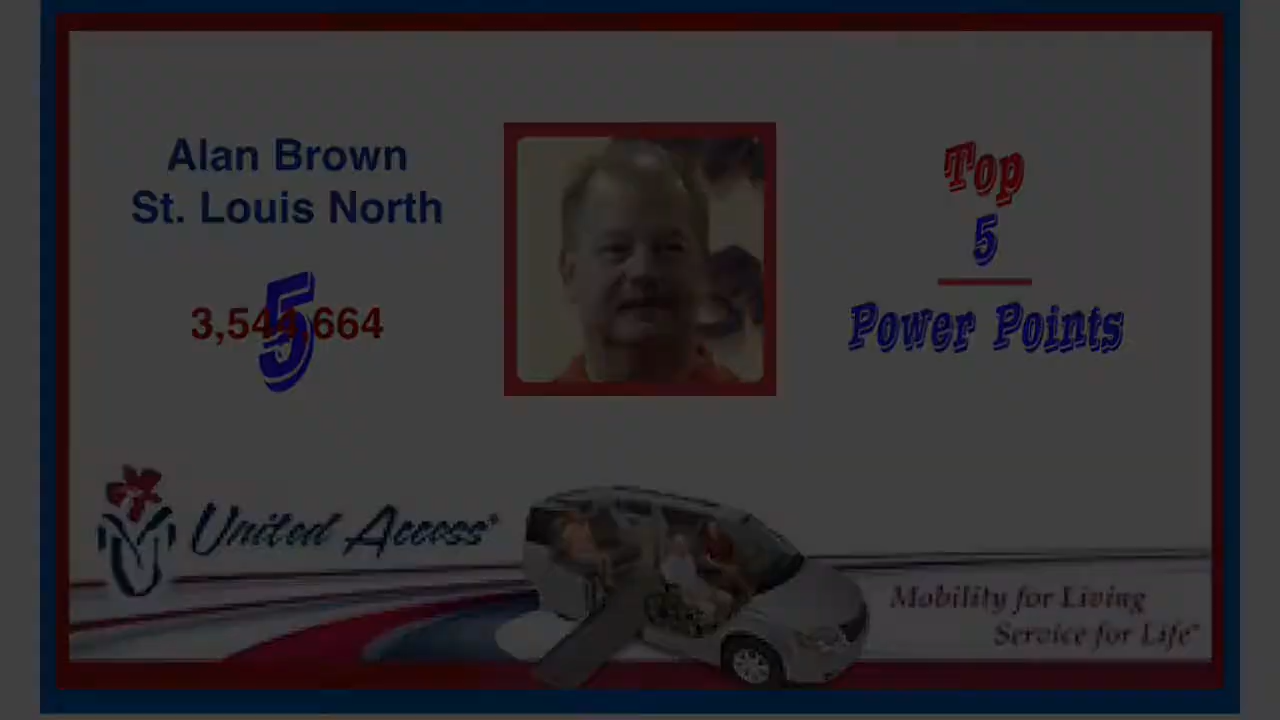 Alan Brown
St. Louis North
3,544,664
5
Top
5
Power Points
United Access®
Mobility for Living
Service for Life